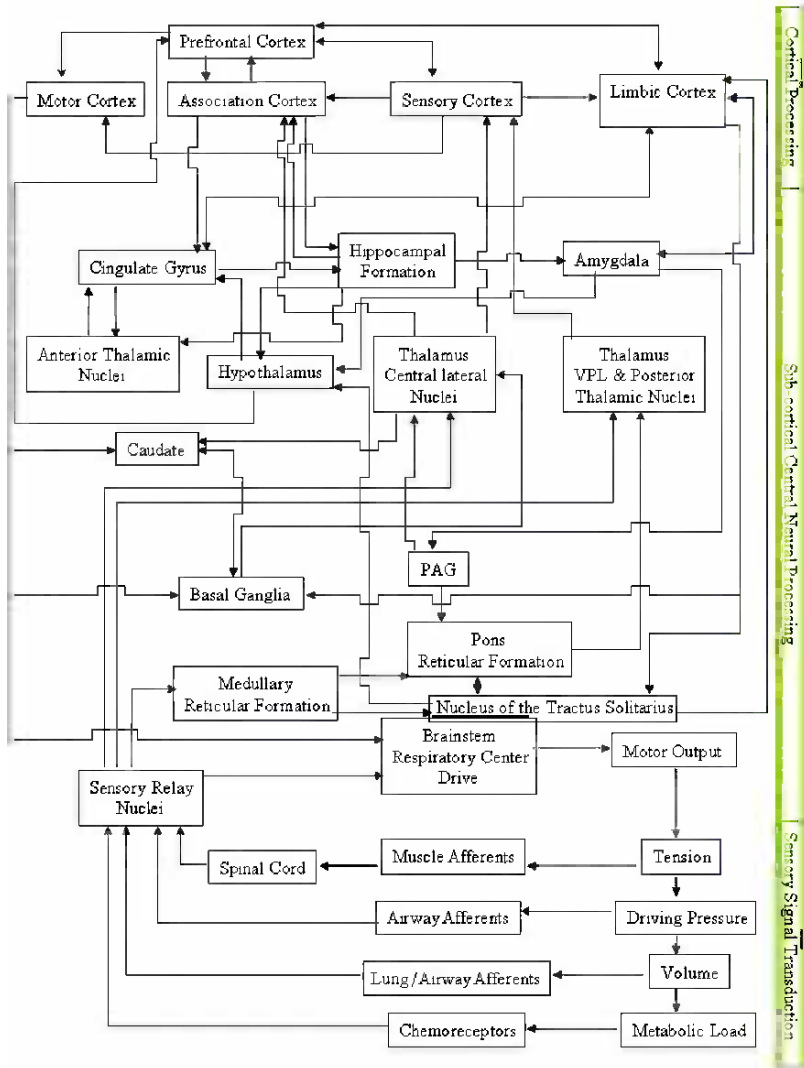 Prefrontal Cortex
Motor Cortex
Association Cortex
Sensory Cortex
Limbic Cortex
Cortical Processing
Cingulate Gyrus
Hippocampal
Formation
Amygdala
Anterior Thalamic
Nuclei
Hypothalamus
Thalamus
Central lateral
Nuclei
Thalamus
VPL & Posterior
Thalamic Nuclei
Caudate
PAG
Basal Ganglia
Sub-cortical Central Neural Processing
Pons
Reticular Formation
Medullary
Reticular Formation
Nucleus of the Tractus Solitarius
Brainstem
Respiratory Center
Drive
Motor Output
Sensory Relay
Nuclei
Spinal Cord
Muscle Afferents
Tension
Airway Afferents
Driving Pressure
Lung/Airway Afferents
Volume
Chemoreceptors
Metabolic Load
Sensory Signal Transduction